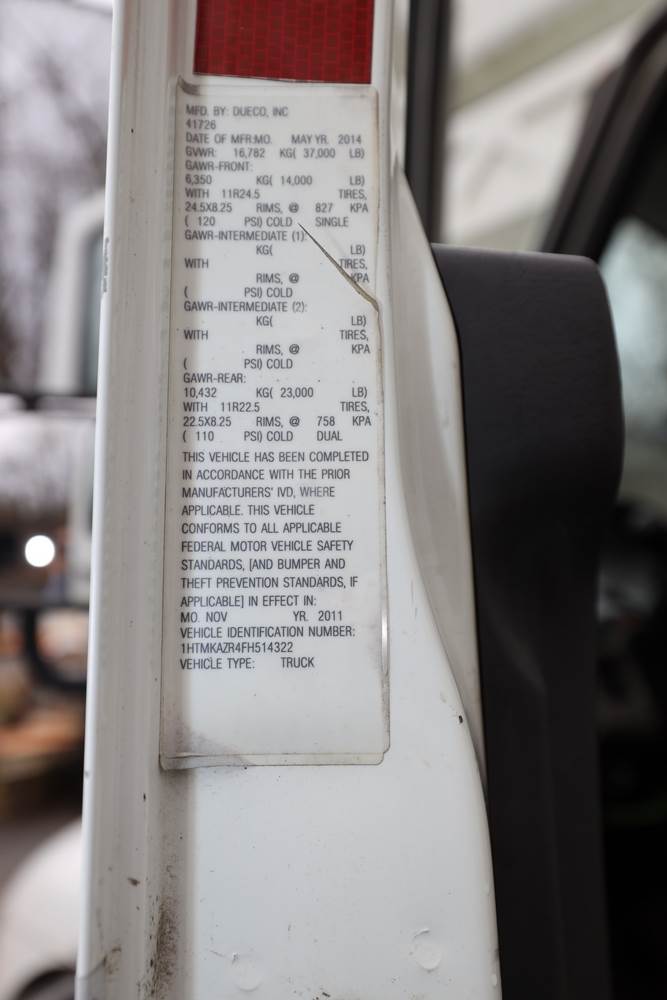 MFD. BY: DUECO, INC
41726
DATE OF MFR:MO. MAY YR. 2014
GVWR: 16,782 KG( 37,000 LB)
GAWR-FRONT:
6,350 KG( 14,000 LB)
WITH 11R24.5 TIRES,
24.5X8.25 RIMS, @ 827 KPA
( 120 PSI) COLD SINGLE
GAWR-INTERMEDIATE (1):
KG( LB)
WITH TIRES,
RIMS, @ KPA
( PSI) COLD
GAWR-INTERMEDIATE (2):
KG( LB)
WITH TIRES,
RIMS, @ KPA
( PSI) COLD
GAWR-REAR:
10,432 KG( 23,000 LB)
WITH 11R22.5 TIRES,
22.5X8.25 RIMS, @ 758 KPA
( 110 PSI) COLD DUAL
THIS VEHICLE HAS BEEN COMPLETED
IN ACCORDANCE WITH THE PRIOR
MANUFACTURERS' IVD, WHERE
APPLICABLE. THIS VEHICLE
CONFORMS TO ALL APPLICABLE
FEDERAL MOTOR VEHICLE SAFETY
STANDARDS, [AND BUMPER AND
THEFT PREVENTION STANDARDS, IF
APPLICABLE] IN EFFECT IN:
MO. NOV YR. 2011
VEHICLE IDENTIFICATION NUMBER:
1HTMKAZR4FH514322
VEHICLE TYPE: TRUCK